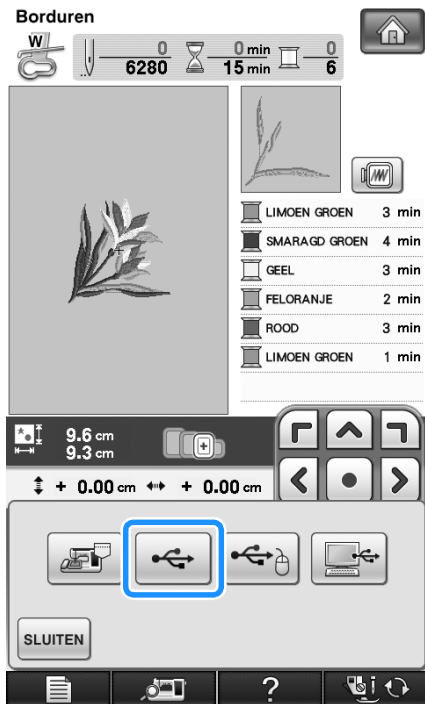 Borduren
W
0
6280
0 min
15 min
0
6
LIMOEN GROEN 3 min
SMARAGD GROEN 4 min
GEEL 3 min
FELORANJE 2 min
ROOD 3 min
LIMOEN GROEN 1 min
9.6 cm
9.3 cm
+ 0.00 cm + 0.00 cm
SLUITEN
?